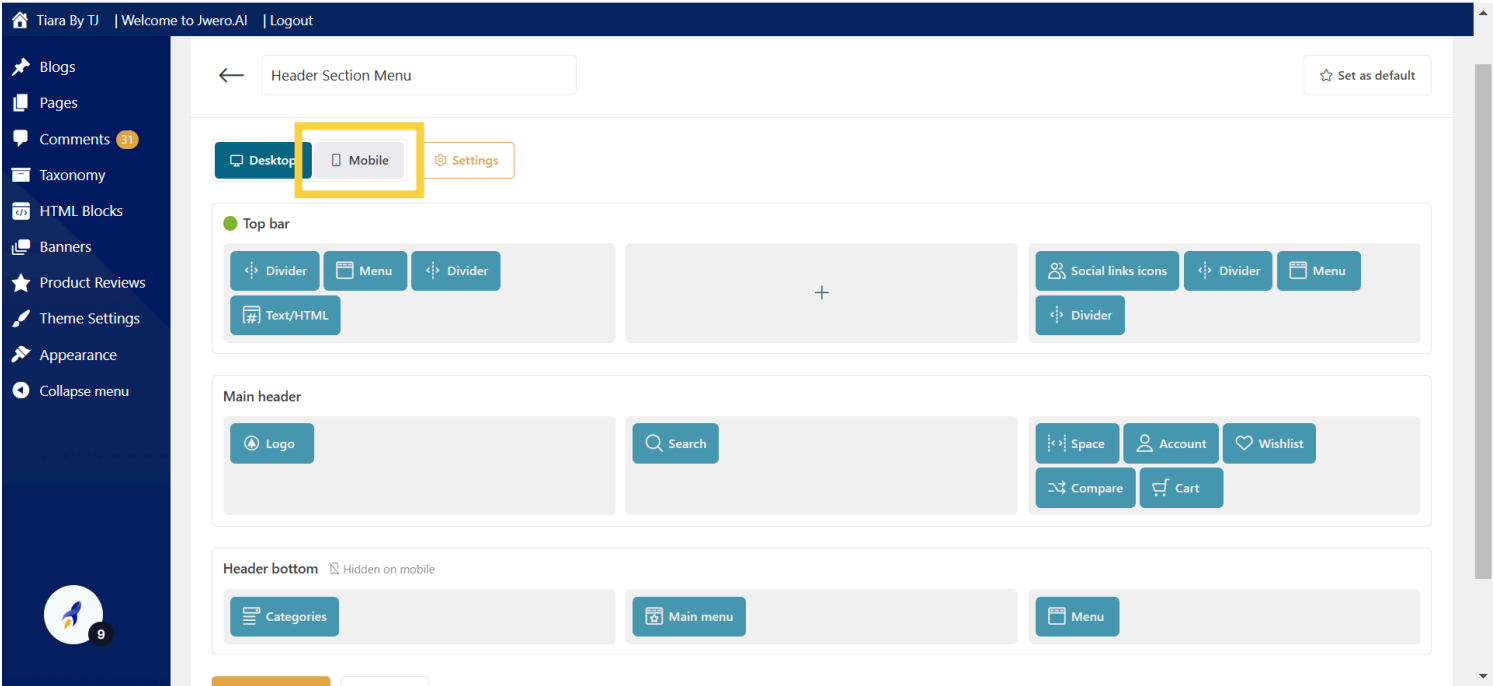 Tiara By TJ | Welcome to Jwero.AI | Logout
Blogs
Pages
Comments 31
Taxonomy
HTML Blocks
Banners
Product Reviews
Theme Settings
Appearance
Collapse menu
9
Header Section Menu
Set as default
Desktop
Mobile
Settings
Top bar
Divider Menu Divider
Text/HTML
Social links icons Divider Menu
Divider
Main header
Logo
Search
Space Account Wishlist
Compare Cart
Header bottom Hidden on mobile
Categories
Main menu
Menu